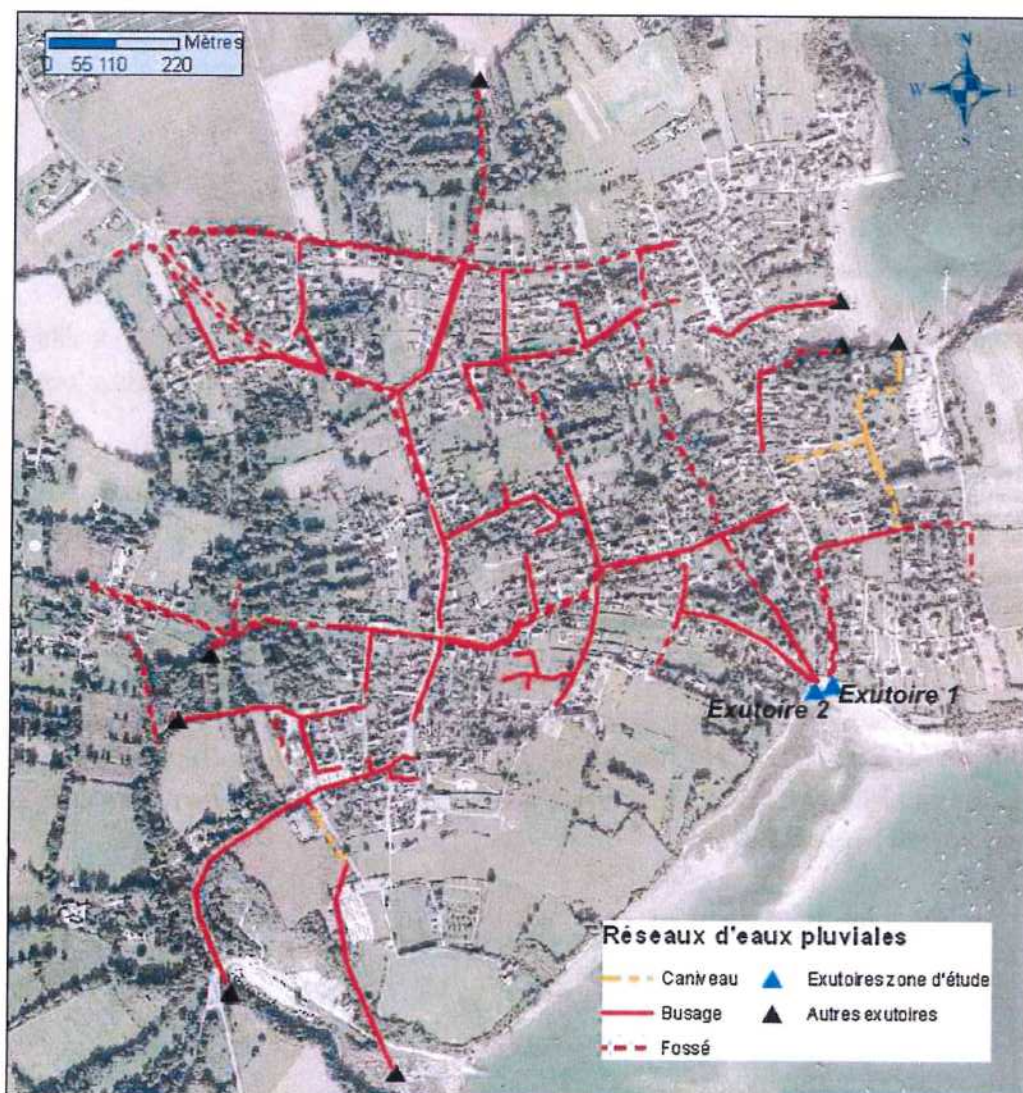 Mètres
0 55 110 220
N
W E
S
Exutoire 1
Exutoire 2
Réseaux d'eaux pluviales
Caniveau
Exutoires zone d'étude
Busage
Autres exutoires
Fossé